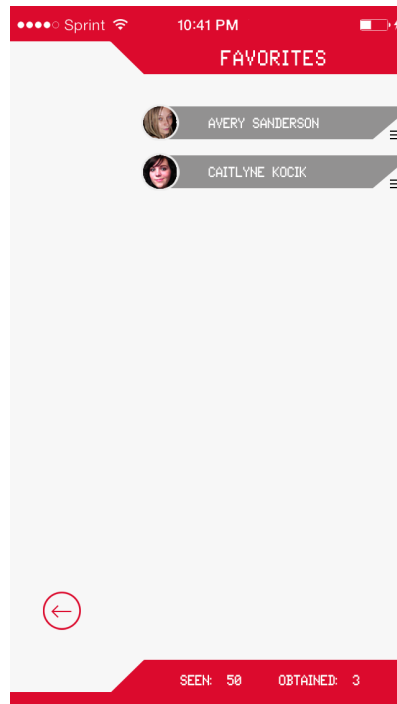 Sprint 10:41 PM
FAVORITES
AVERY SANDERSON
CAITLYNE KOCIK
SEEN: 50 OBTAINED: 3